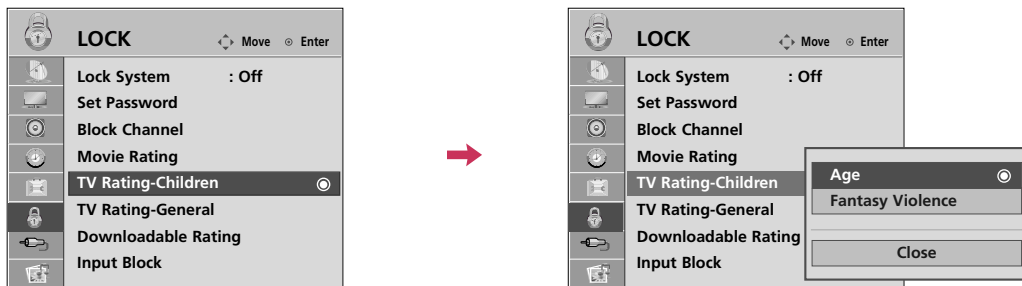 LOCK Move Enter
Lock System : Off
Set Password
Block Channel
Movie Rating
TV Rating-Children
TV Rating-General
Downloadable Rating
Input Block
LOCK Move Enter
Lock System : Off
Set Password
Block Channel
Movie Rating
TV Rating-Children
TV Rating-General
Downloadable Rating
Input Block
Age
Fantasy Violence
Close